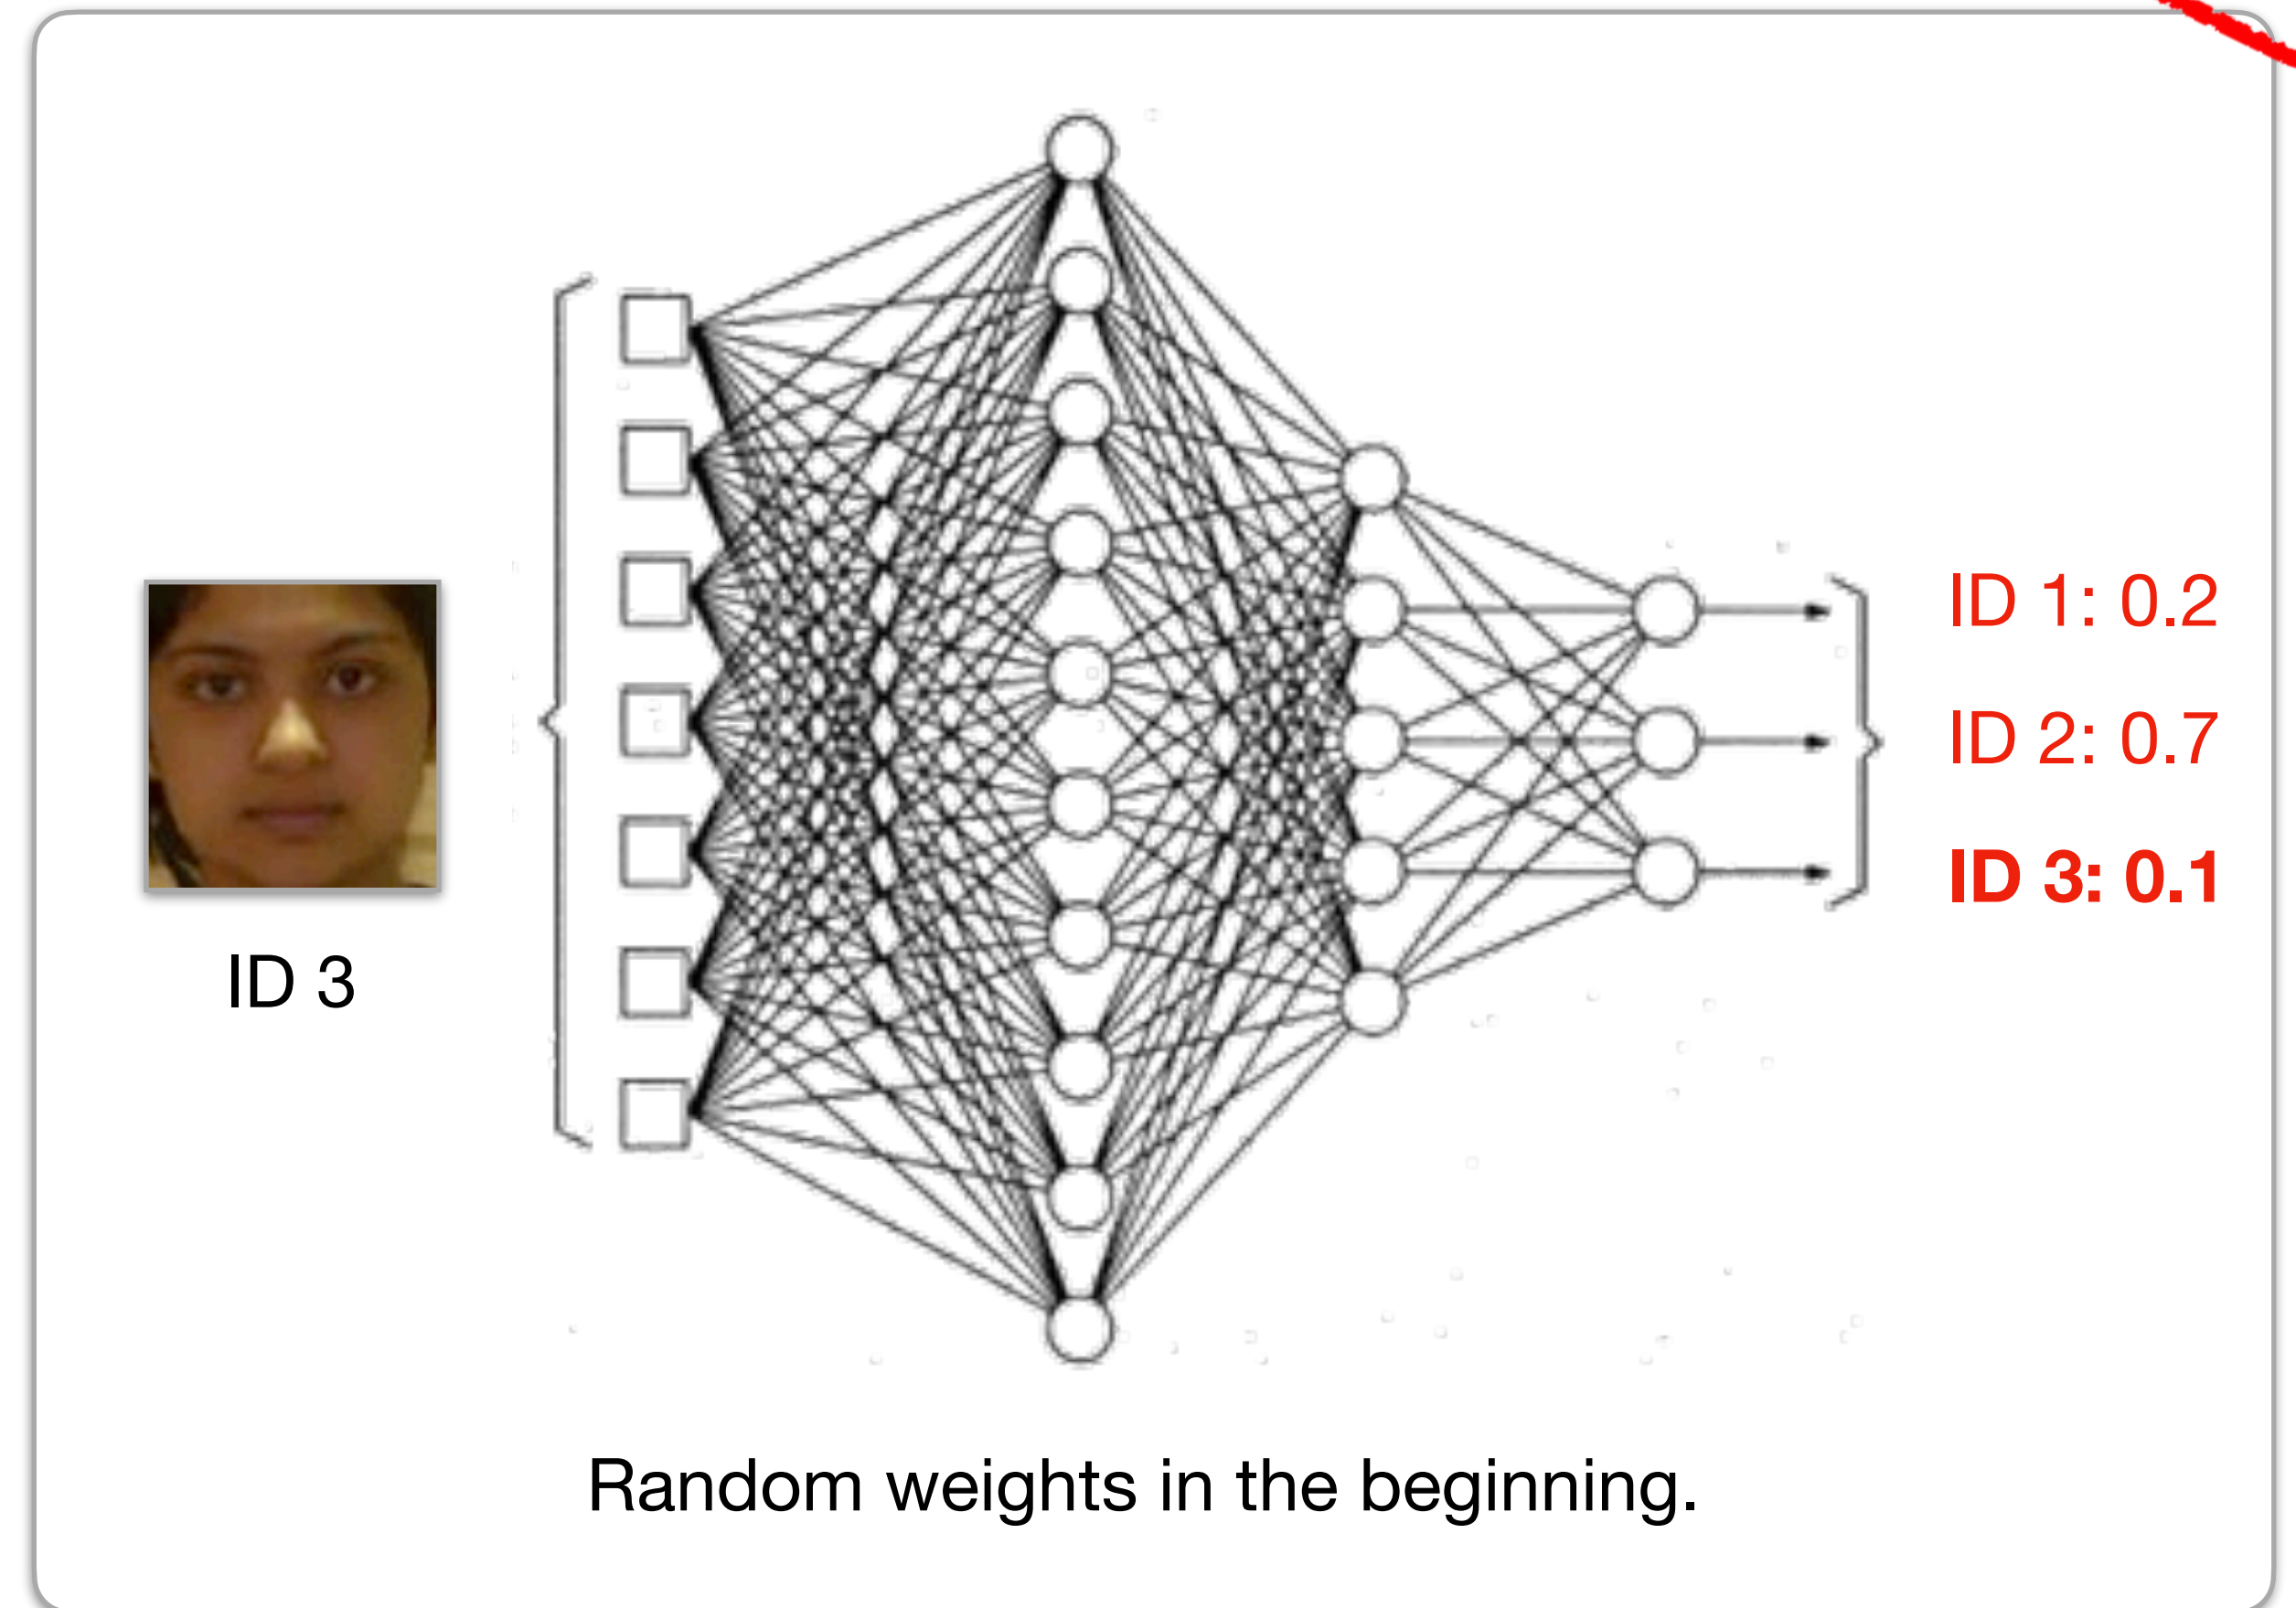 ID 3
ID 1: 0.2
ID 2: 0.7
ID 3: 0.1
Random weights in the beginning.